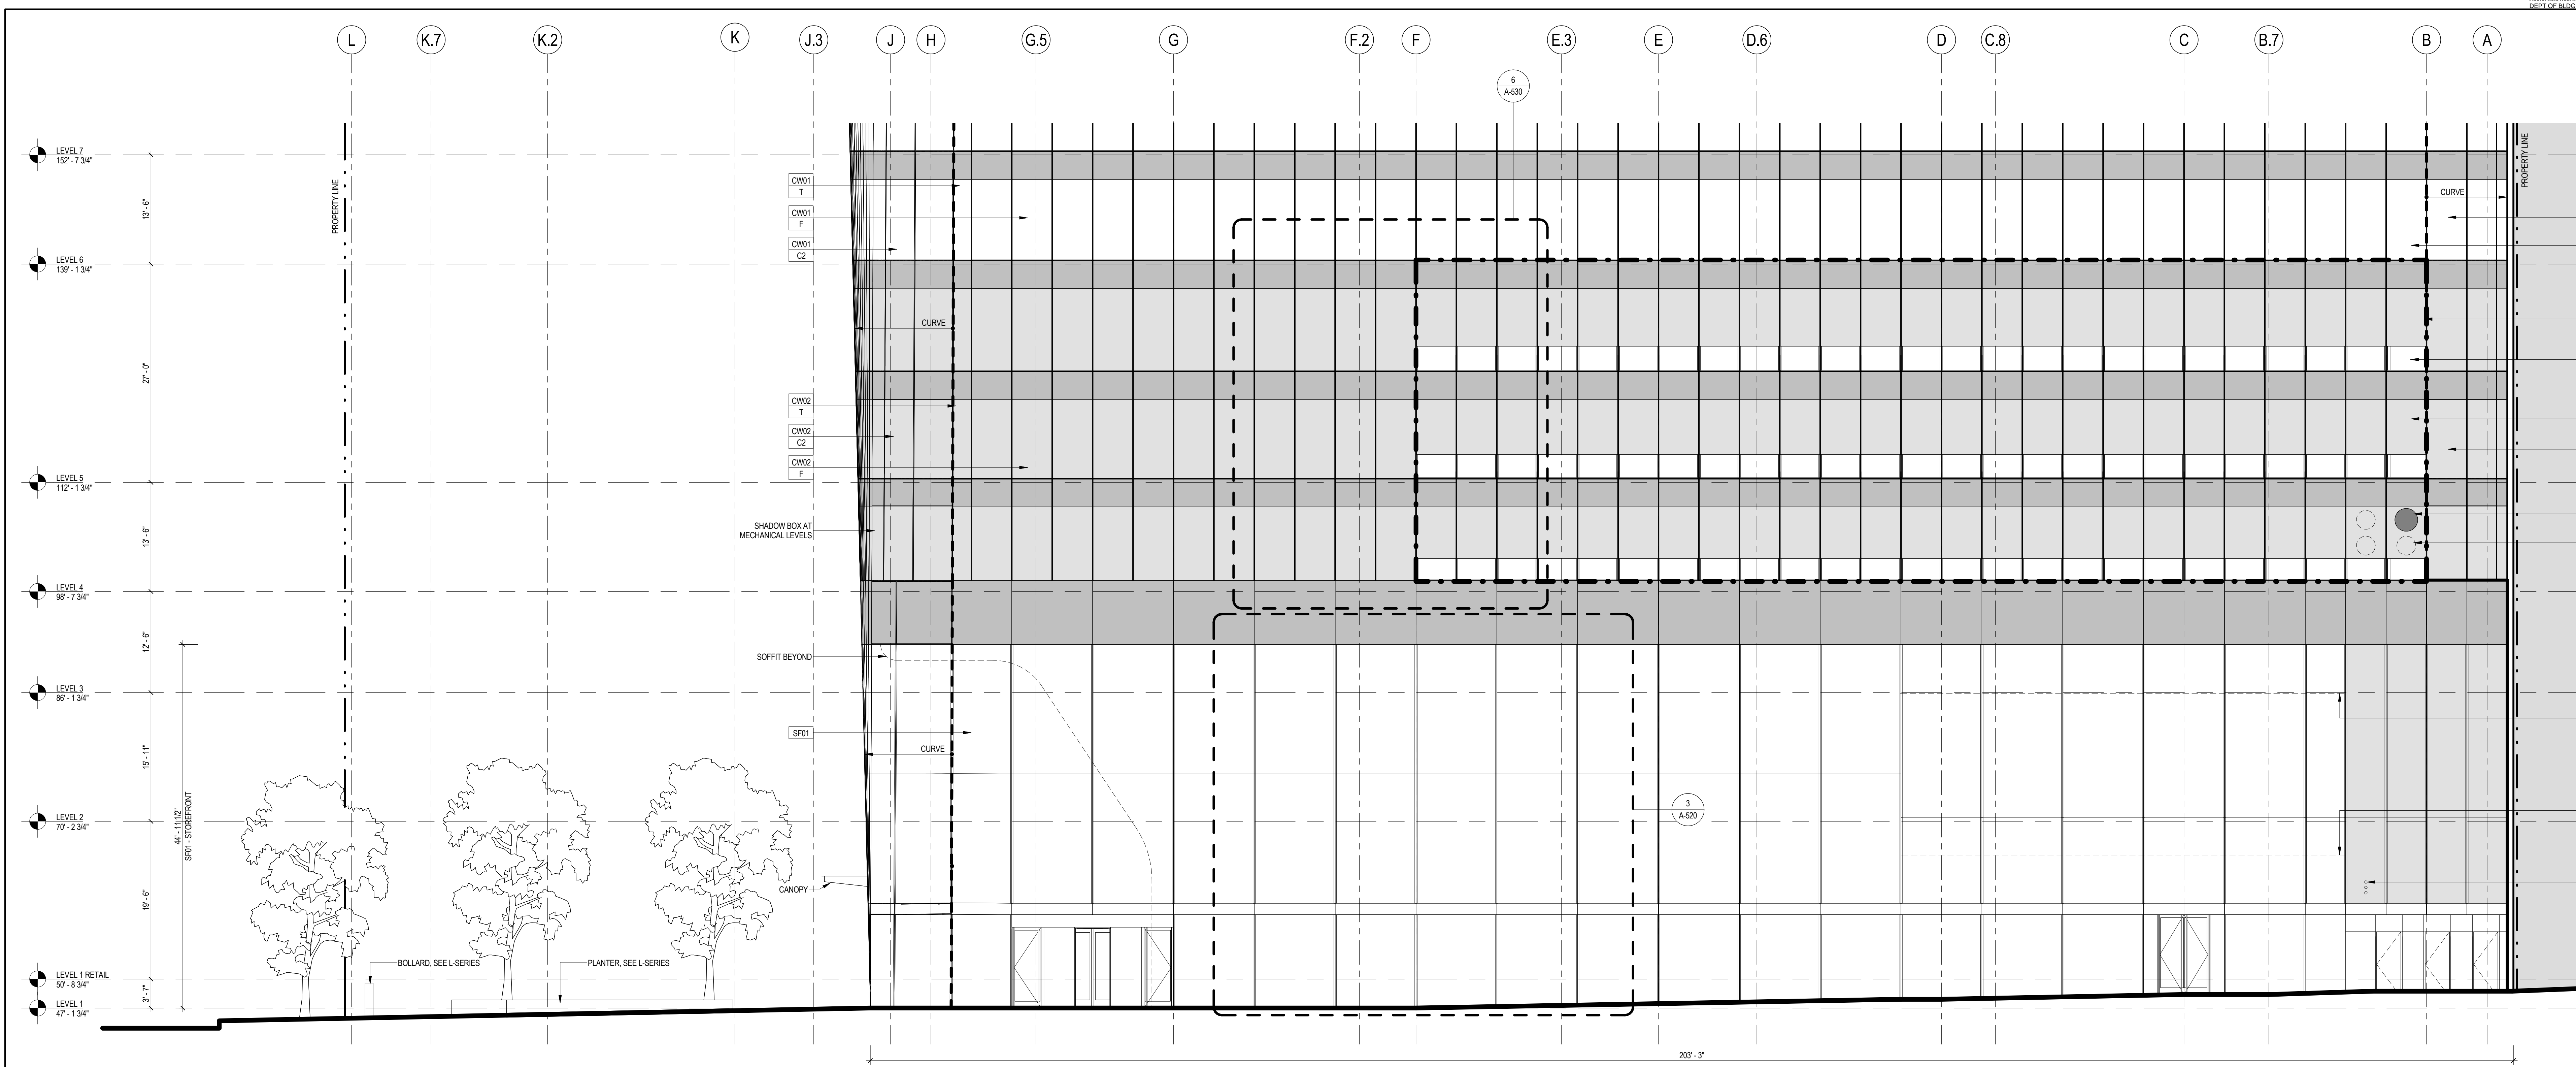 DEPT OF BLDG
L
K.7
K.2
K
J.3
J
H
G.5
G
F.2
F
E.3
E
D.6
D
C.8
C
B.7
B
A
6
A-530
LEVEL 7
152' - 7 3/4"
PROPERTY LINE
PROPERTY LINE
13' - 6"
CW01
T
CW01
F
CW01
C2
CURVE
LEVEL 6
139' - 1 3/4"
CURVE
27' - 0"
CW02
T
CW02
C2
CW02
F
LEVEL 5
112' - 1 3/4"
13' - 6"
SHADOW BOX AT
MECHANICAL LEVELS
LEVEL 4
98' - 7 3/4"
12' - 6"
SOFFIT BEYOND
LEVEL 3
86' - 1 3/4"
SF01
CURVE
15' - 11"
44' - 11 1/2"
SF01 - STOREFRONT
LEVEL 2
70' - 2 3/4"
3
A-520
19' - 6"
CANOPY
BOLLARD, SEE L-SERIES
PLANTER, SEE L-SERIES
LEVEL 1 RETAIL
50' - 8 3/4"
3' - 7"
LEVEL 1
47' - 1 3/4"
203' - 3"